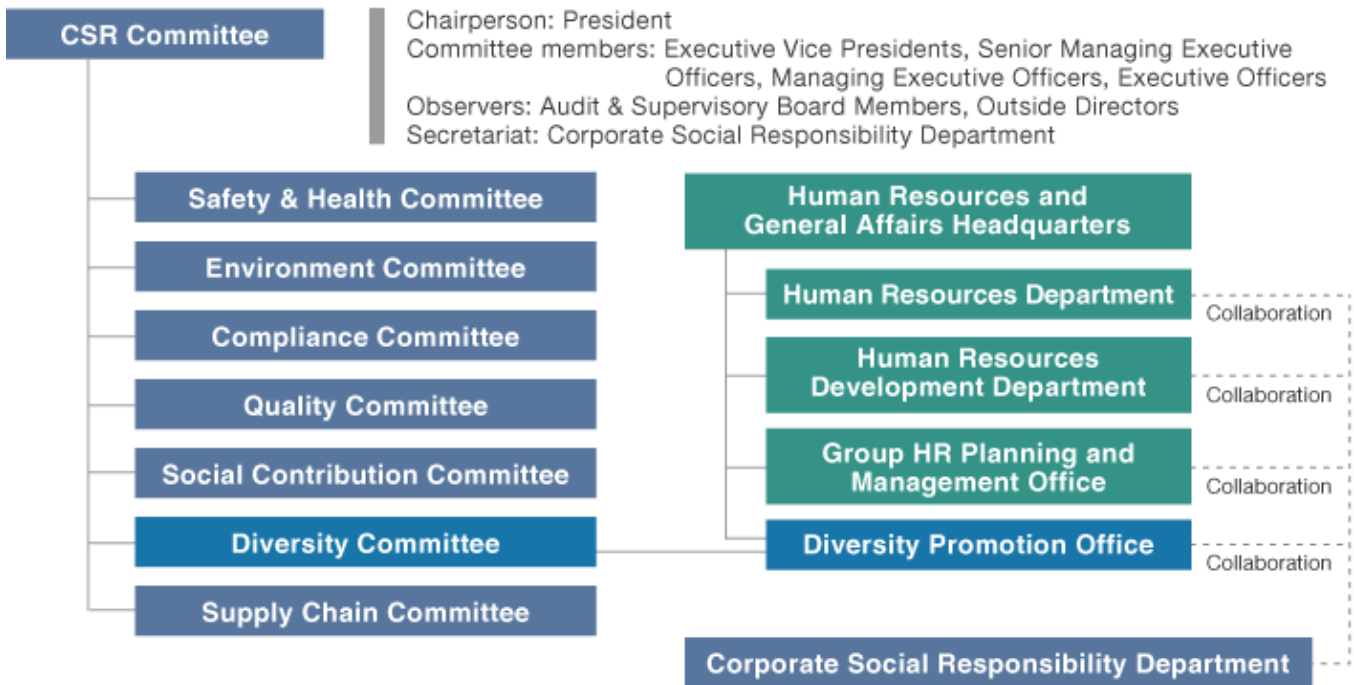 CSR Committee
Chairperson: President
Committee members: Executive Vice Presidents, Senior Managing Executive
Officers, Managing Executive Officers, Executive Officers
Observers: Audit & Supervisory Board Members, Outside Directors
Secretariat: Corporate Social Responsibility Department
Safety & Health Committee
Environment Committee
Compliance Committee
Quality Committee
Social Contribution Committee
Diversity Committee
Supply Chain Committee
Human Resources and
General Affairs Headquarters
Human Resources Department
Collaboration
Human Resources
Development Department
Collaboration
Group HR Planning and
Management Office
Collaboration
Diversity Promotion Office
Collaboration
Corporate Social Responsibility Department